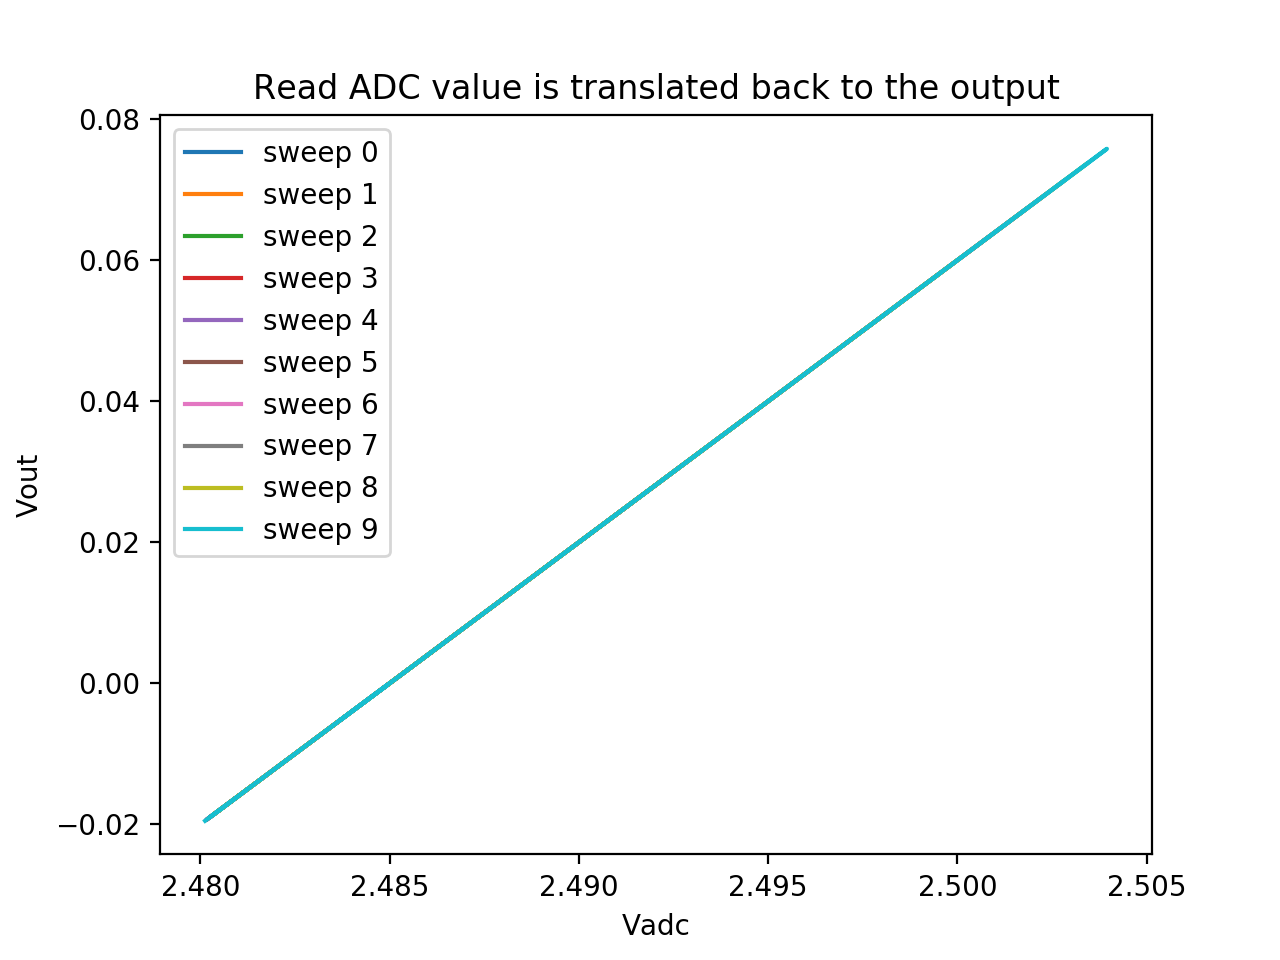 Read ADC value is translated back to the output
0.08
0.06
0.04
0.02
0.00
−0.02
Vout
sweep 0
sweep 1
sweep 2
sweep 3
sweep 4
sweep 5
sweep 6
sweep 7
sweep 8
sweep 9
2.480 2.485 2.490 2.495 2.500 2.505
Vadc